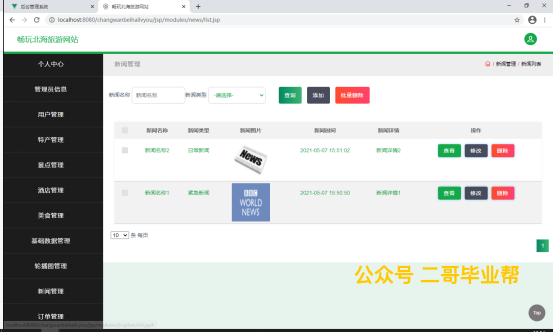 后台管理系统
畅玩北海旅游网站
localhost:8080/changwanbeihailvyou/jsp/modules/news/list.jsp
畅玩北海旅游网站
个人中心
管理员信息
用户管理
特产管理
景点管理
酒店管理
美食管理
基础数据管理
轮播图管理
新闻管理
订单管理
新闻管理
/ 新闻管理 / 新闻列表
新闻名称 新闻名称 新闻类型 -请选择- 查询 添加 批量删除
新闻名称 新闻类型 新闻图片 新闻时间 新闻详情 操作
新闻名称2 日常新闻 News 2021-05-07 15:51:02 新闻详情2 查看 修改 删除
新闻名称1 紧急新闻 BBC WORLD NEWS 2021-05-07 15:50:50 新闻详情1 查看 修改 删除
10 条 每页
1
公众号 二哥毕业帮
Top